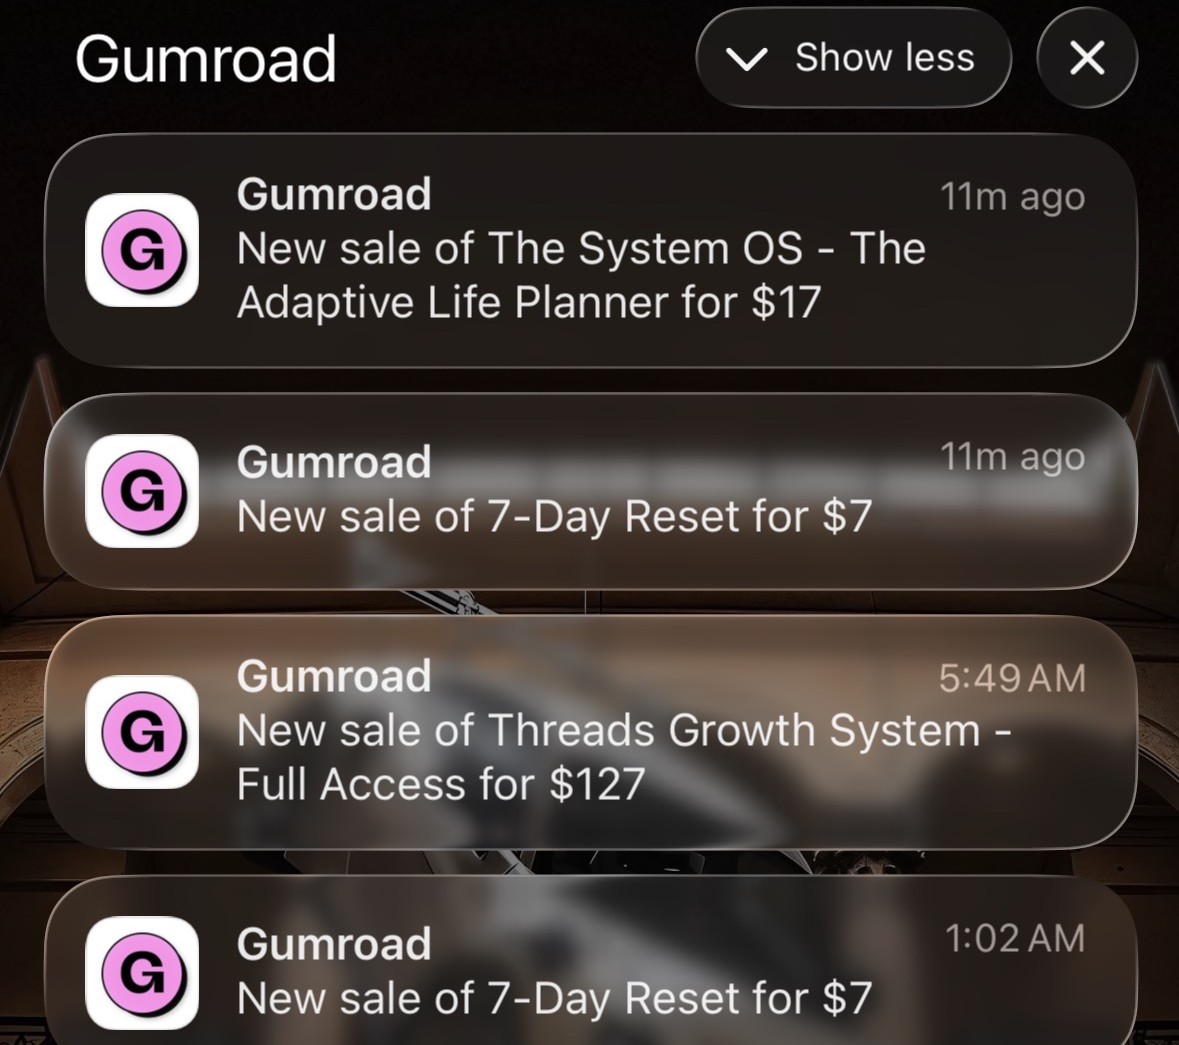 Gumroad
Show less
Gumroad
11m ago
New sale of The System OS - The
Adaptive Life Planner for $17
G
Gumroad
11m ago
New sale of 7-Day Reset for $7
G
Gumroad
5:49 AM
New sale of Threads Growth System -
Full Access for $127
G
Gumroad
1:02 AM
New sale of 7-Day Reset for $7
G